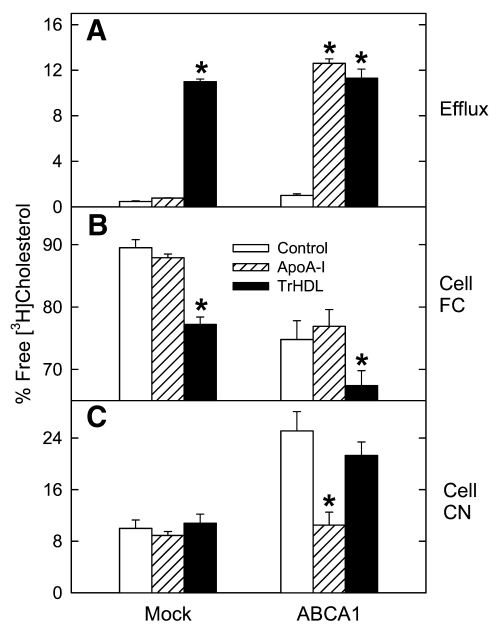 A
16
12
8
4
0
* * *
Efflux
B
90
80
70
Control
ApoA-I
TrHDL
* *
Cell
FC
% Free [³H]Cholesterol
C
24
16
8
0
*
Cell
CN
Mock ABCA1